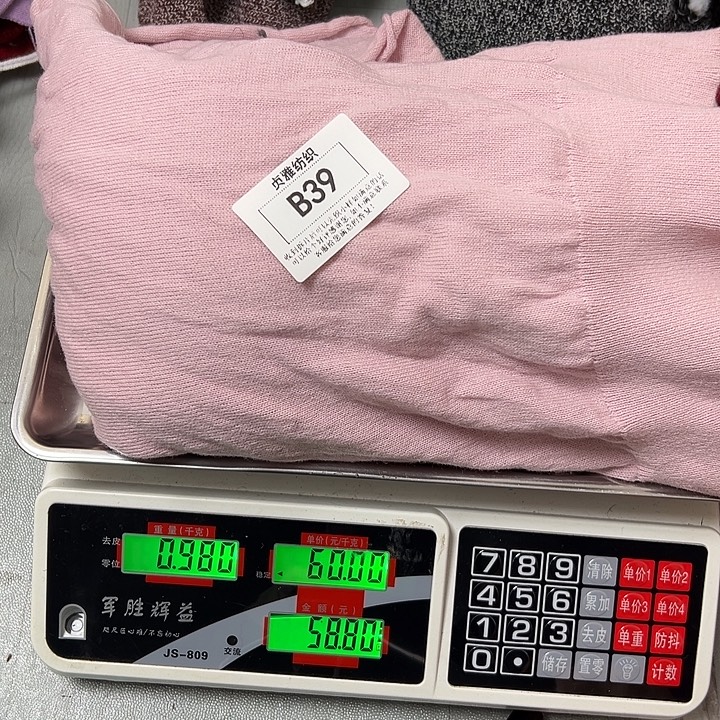 贞雅纺织
B39
重量(千克)
去皮
零位
0.980
单价(元/千克)
稳定
60.00
金额(元)
58.80
军胜辉益
JS-809
交流
7 8 9 清除 单价1 单价2
4 5 6 累加 单价3 单价4
1 2 3 去皮 单重 防抖
0 . 储存 置零 计数